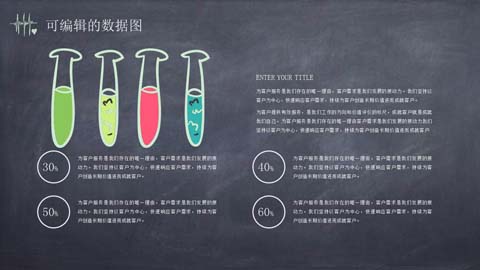 可编辑的数据图
ENTER YOUR TITLE
为客户服务是我们存在的唯一理由，客户需求是我们发展的原动力。我们坚持以
客户为中心，快速响应客户需求，持续为客户创造长期价值进而成就客户。
为客户提供有效服务，是我们工作的方向和价值评价的标尺，成就客户就是成就
我们自己。为客户服务是我们存在的唯一理由客户需求是我们发展的原动力我们
坚持以客户为中心，快速响应客户需求，持续为客户创造长期价值进而成就客户。
30%
为客户服务是我们存在的唯一理由，客户需求是我们发展的原
动力。我们坚持以客户为中心，快速响应客户需求，持续为客
户创造长期价值进而成就客户。
40%
为客户服务是我们存在的唯一理由，客户需求是我们发展的原
动力。我们坚持以客户为中心，快速响应客户需求，持续为客
户创造长期价值进而成就客户。
50%
为客户服务是我们存在的唯一理由，客户需求是我们发展的原
动力。我们坚持以客户为中心，快速响应客户需求，持续为客
户创造长期价值进而成就客户。
60%
为客户服务是我们存在的唯一理由，客户需求是我们发展的原
动力。我们坚持以客户为中心，快速响应客户需求，持续为客
户创造长期价值进而成就客户。